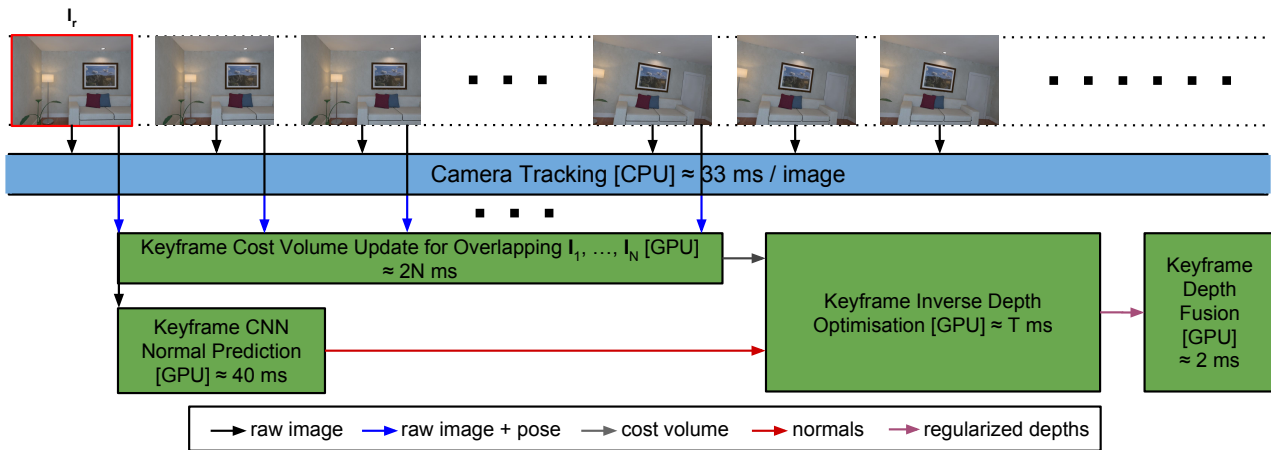 I_r
Camera Tracking [CPU] ≈ 33 ms / image
Keyframe Cost Volume Update for Overlapping I_1, …, I_N [GPU]
≈ 2N ms
Keyframe CNN
Normal Prediction
[GPU] ≈ 40 ms
Keyframe Inverse Depth
Optimisation [GPU] ≈ T ms
Keyframe
Depth
Fusion
[GPU]
≈ 2 ms
raw image
raw image + pose
cost volume
normals
regularized depths